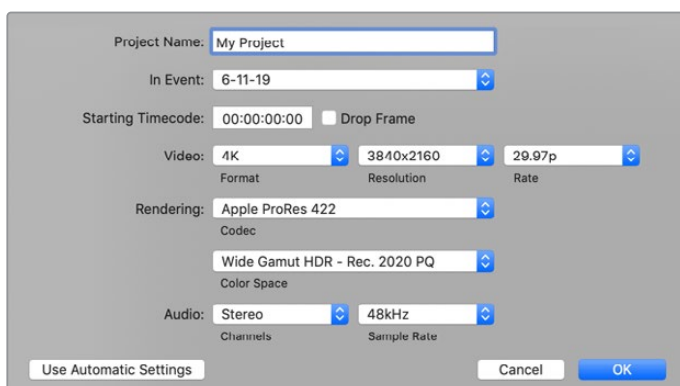 Project Name: My Project
In Event: 6-11-19
Starting Timecode: 00:00:00:00 Drop Frame
Video: 4K 3840x2160 29.97p
Format Resolution Rate
Rendering: Apple ProRes 422
Codec
Wide Gamut HDR - Rec. 2020 PQ
Color Space
Audio: Stereo 48kHz
Channels Sample Rate
Use Automatic Settings Cancel OK